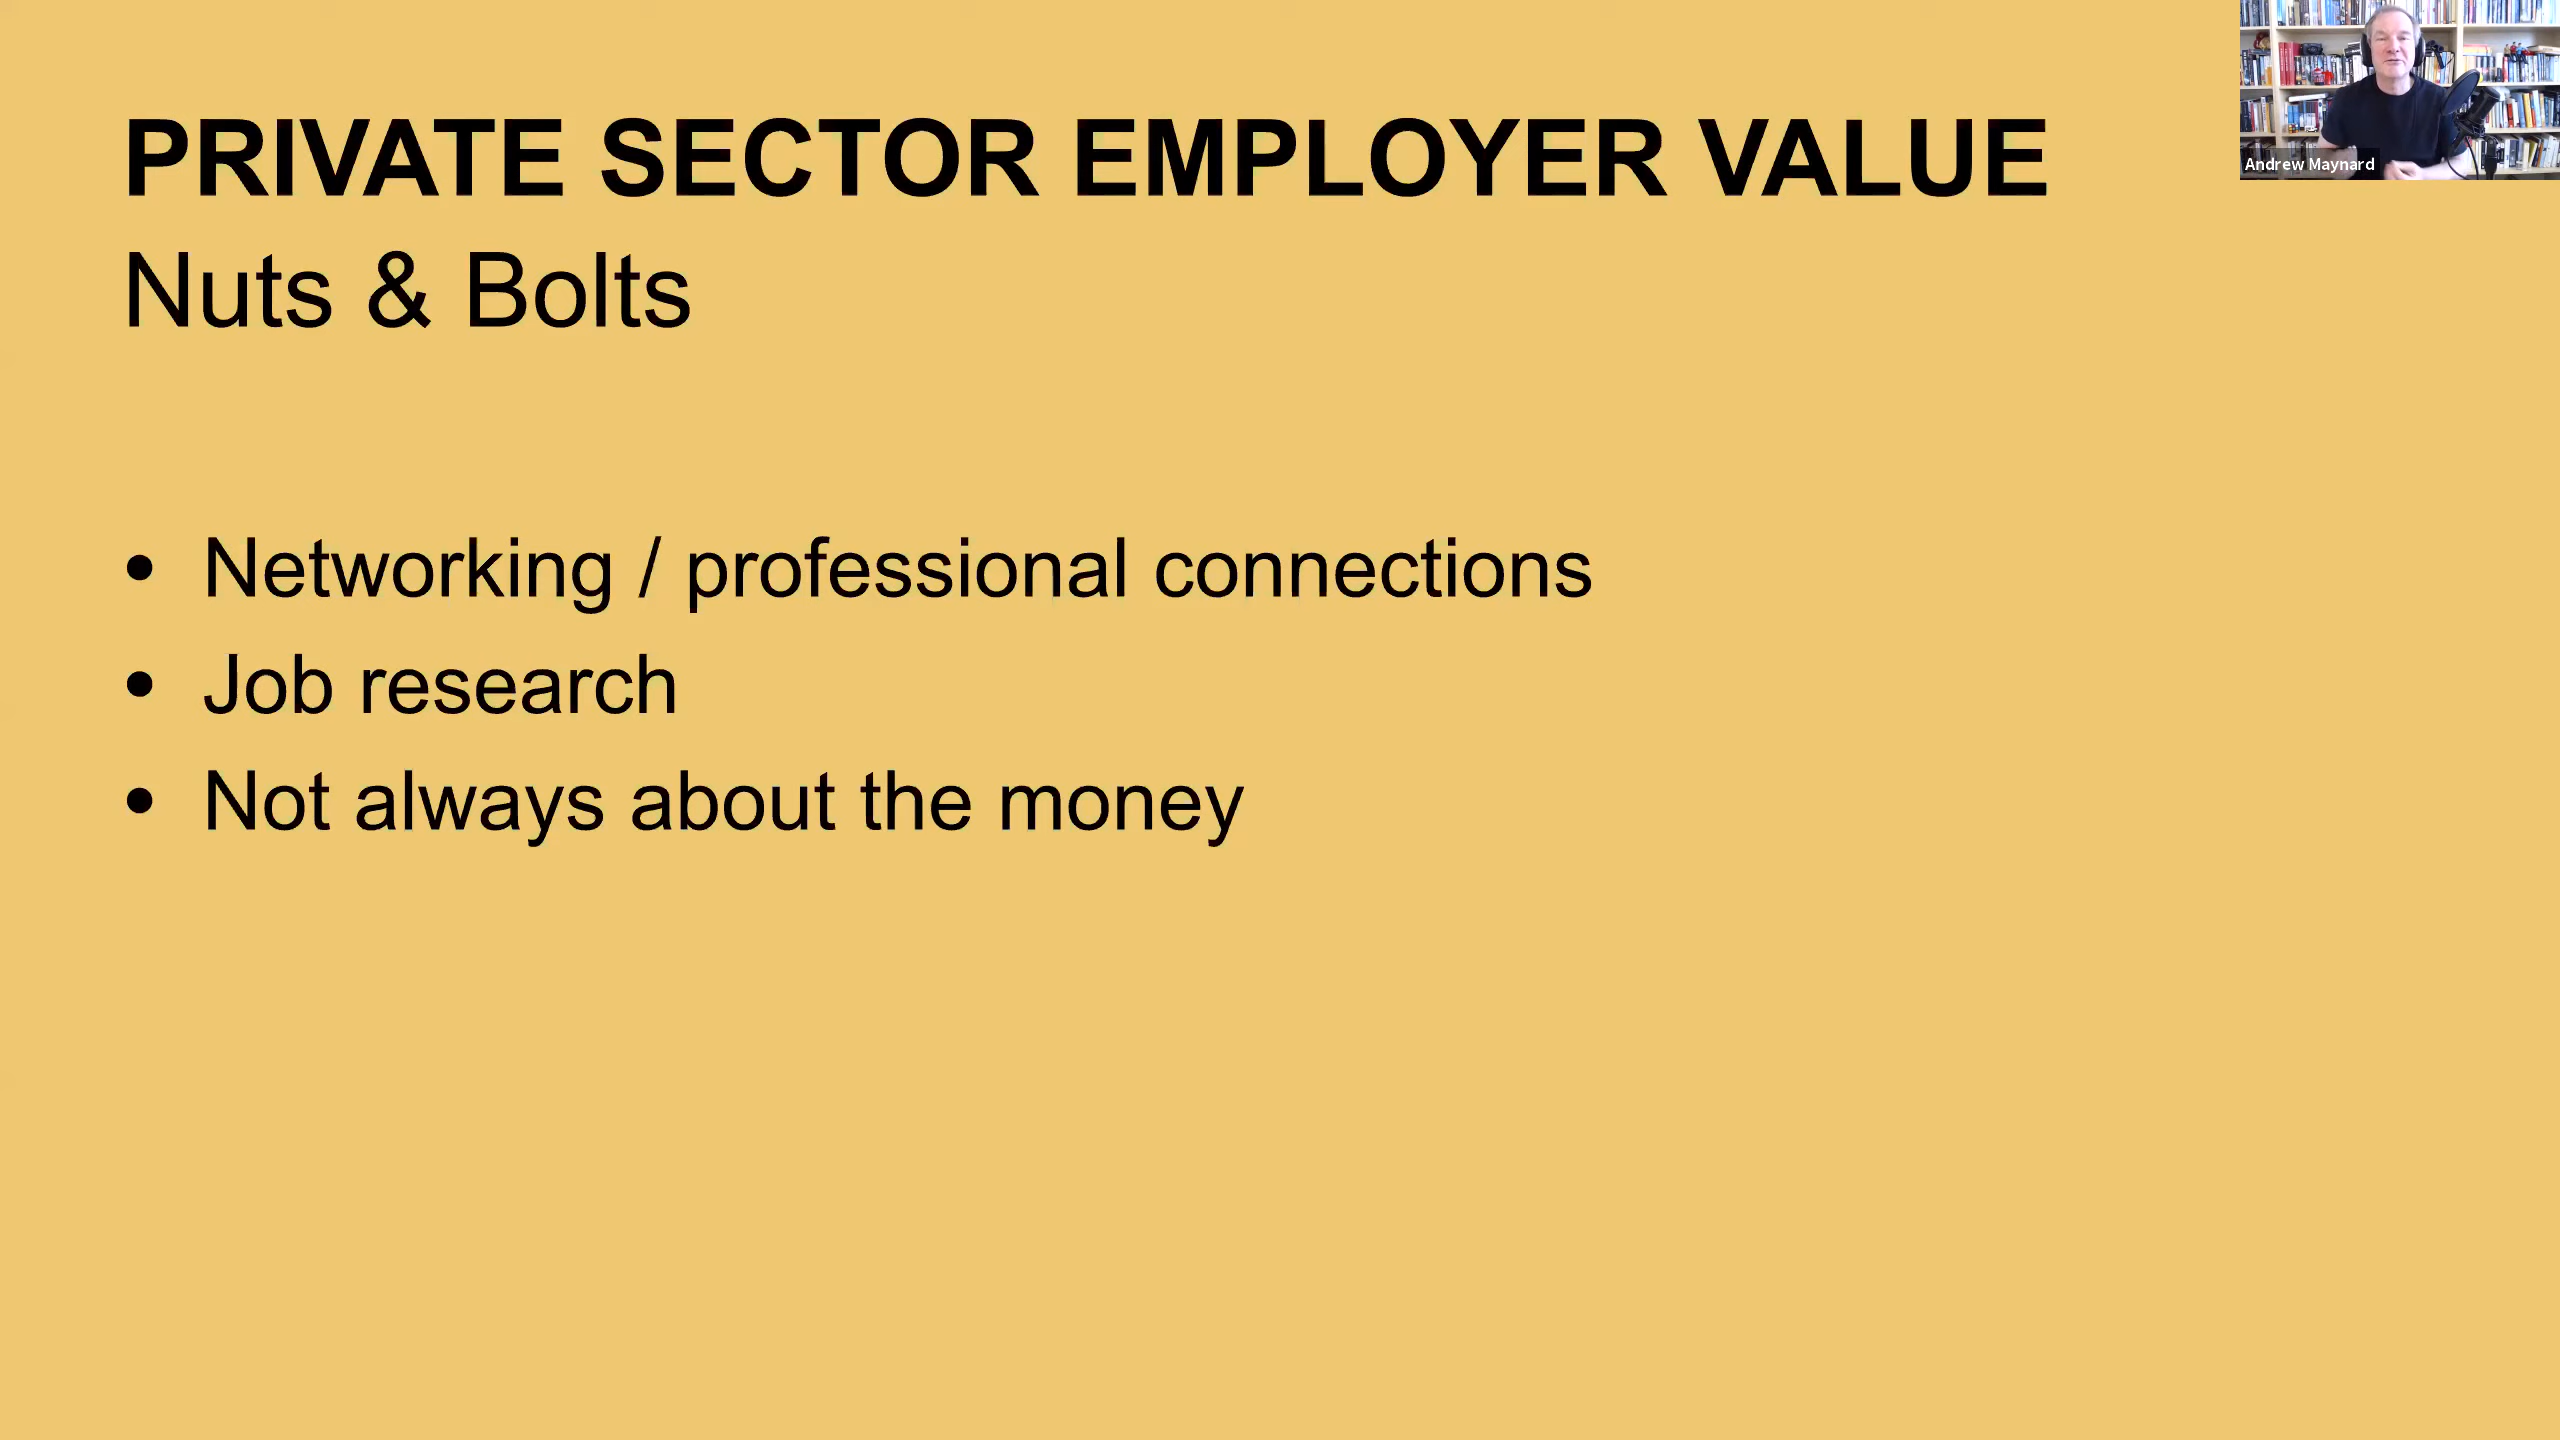 PRIVATE SECTOR EMPLOYER VALUE
Nuts & Bolts
• Networking / professional connections
• Job research
• Not always about the money
Andrew Maynard